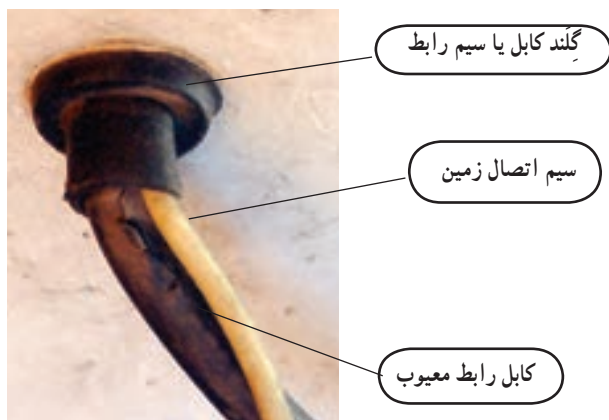 گِلَند کابل یا سیم رابط
سیم اتصال زمین
کابل رابط معیوب